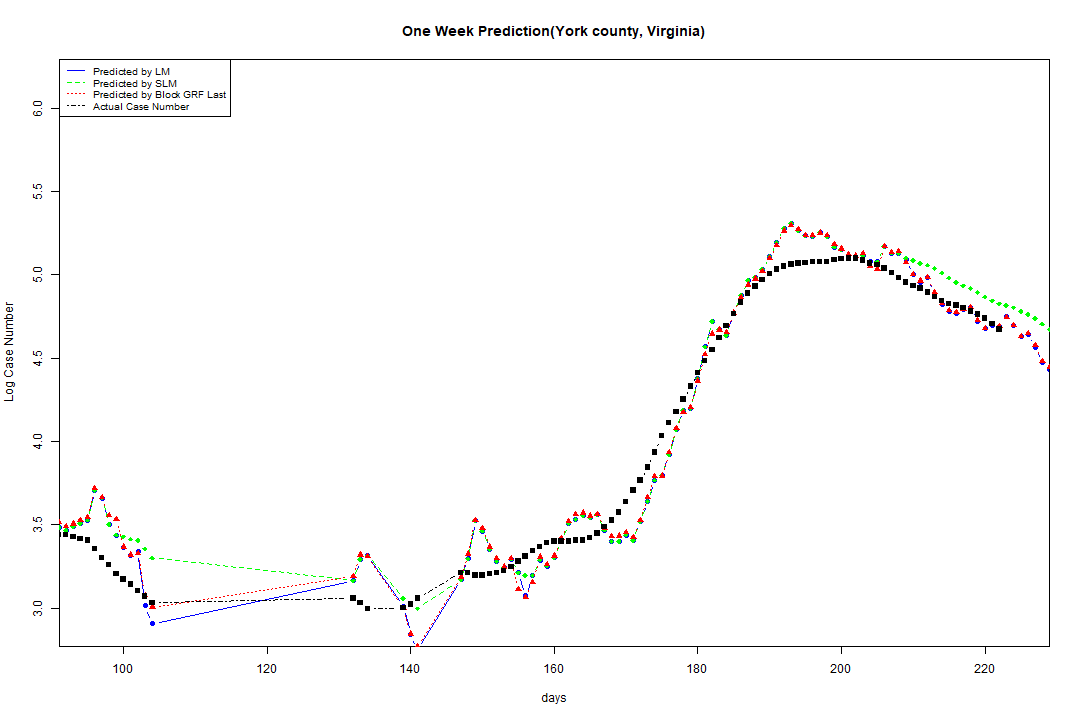 One Week Prediction(York county, Virginia)
Predicted by LM
Predicted by SLM
Predicted by Block GRF Last
Actual Case Number
6.0
5.5
5.0
4.5
4.0
3.5
3.0
Log Case Number
100 120 140 160 180 200 220
days